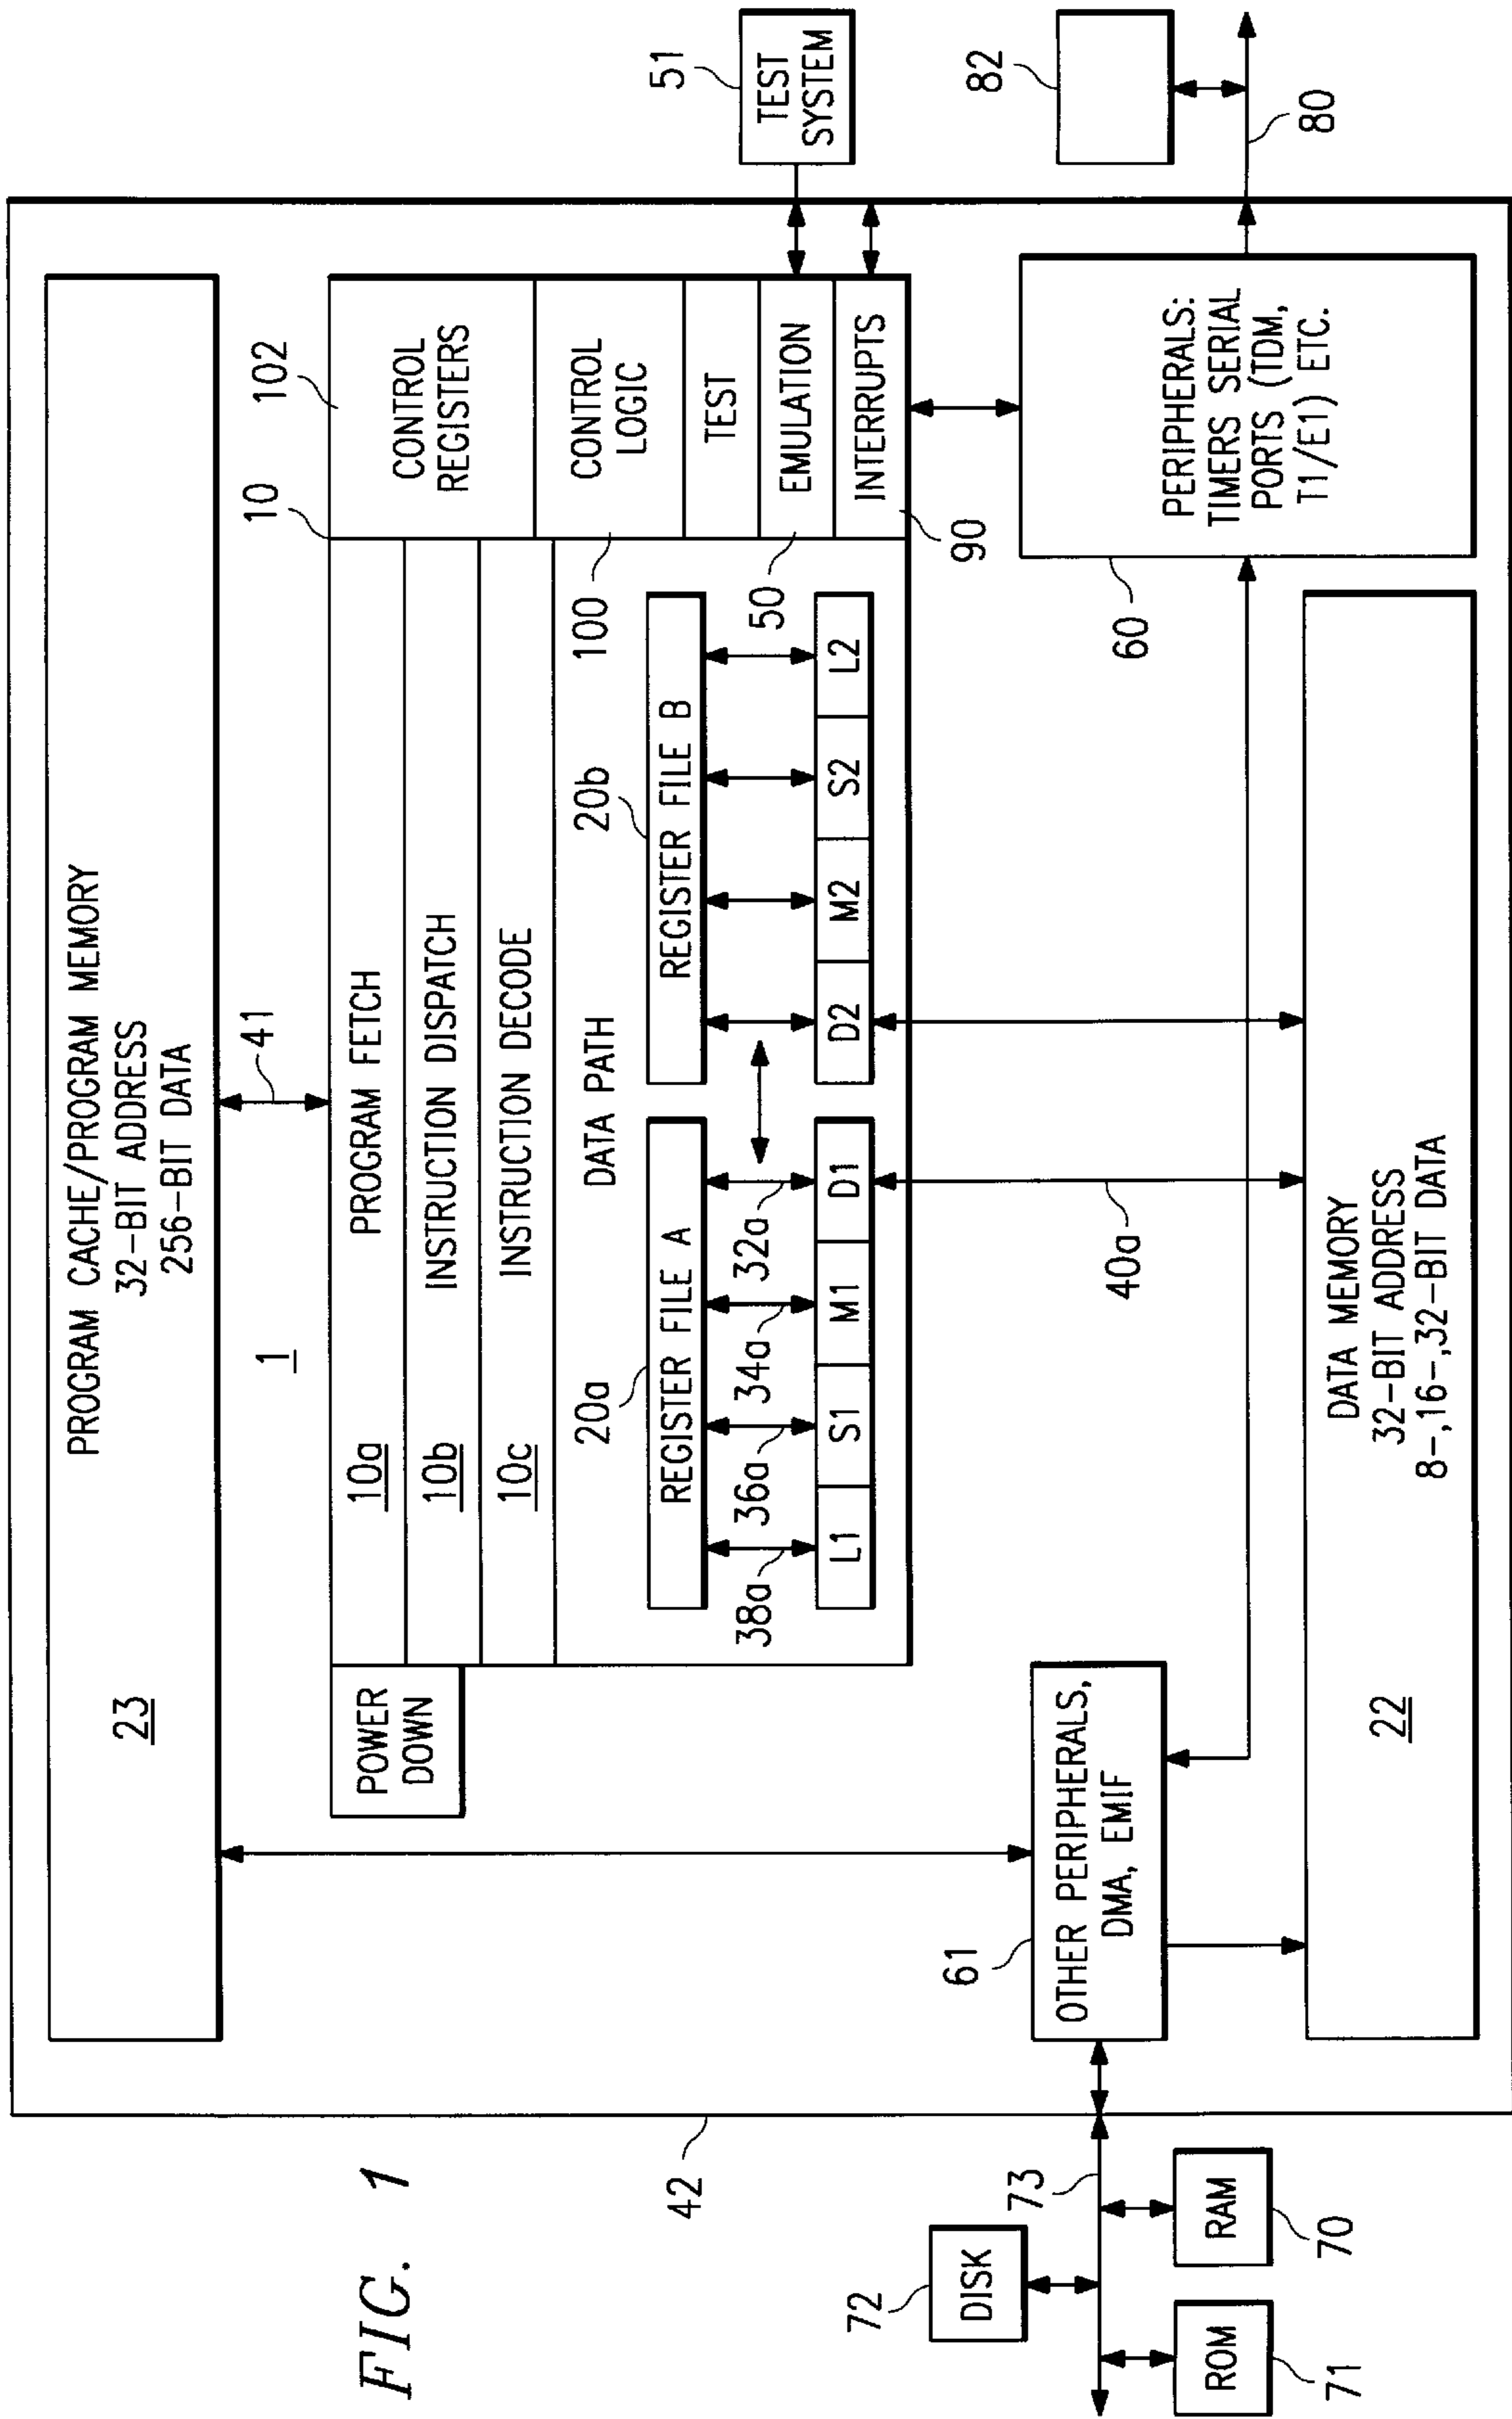 FIG. 1
PROGRAM CACHE/PROGRAM MEMORY
32-BIT ADDRESS
256-BIT DATA
23
41
1
10
102
POWER
DOWN
10a
PROGRAM FETCH
10b
INSTRUCTION DISPATCH
10c
INSTRUCTION DECODE
CONTROL
REGISTERS
CONTROL
LOGIC
TEST
EMULATION
INTERRUPTS
100
50
90
DATA PATH
20a
20b
REGISTER FILE A
REGISTER FILE B
38a
36a
34a
32a
L1
S1
M1
D1
D2
M2
S2
L2
TEST
SYSTEM
51
42
40a
61
OTHER PERIPHERALS,
DMA, EMIF
60
PERIPHERALS:
TIMERS SERIAL
PORTS (TDM,
T1/E1) ETC.
82
80
DATA MEMORY
32-BIT ADDRESS
8-,16-,32-BIT DATA
22
72
DISK
73
ROM
RAM
71
70